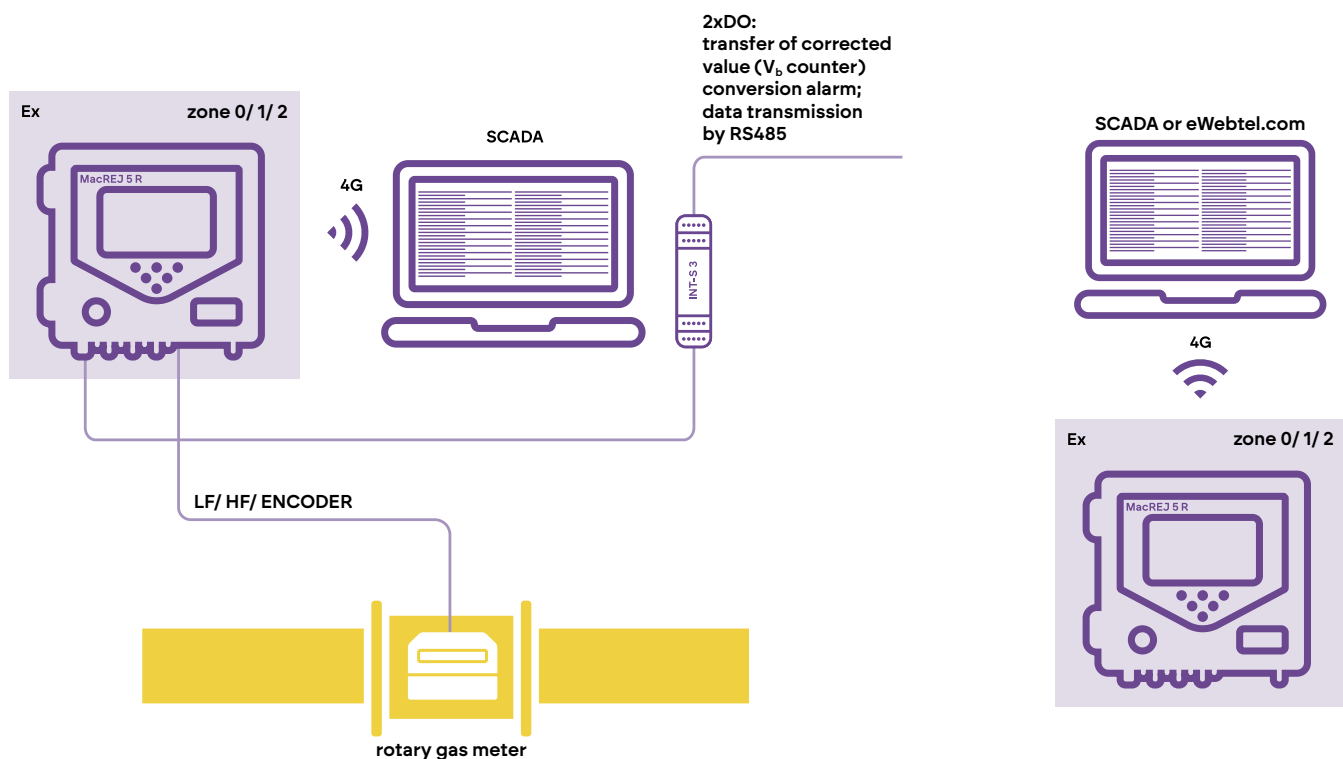 2xDO:
transfer of corrected
value (Vb counter)
conversion alarm;
data transmission
by RS485
Ex
zone 0/ 1/ 2
MacREJ 5 R
4G
SCADA
INT-S 3
LF/ HF/ ENCODER
rotary gas meter
SCADA or eWebtel.com
4G
Ex
zone 0/ 1/ 2
MacREJ 5 R